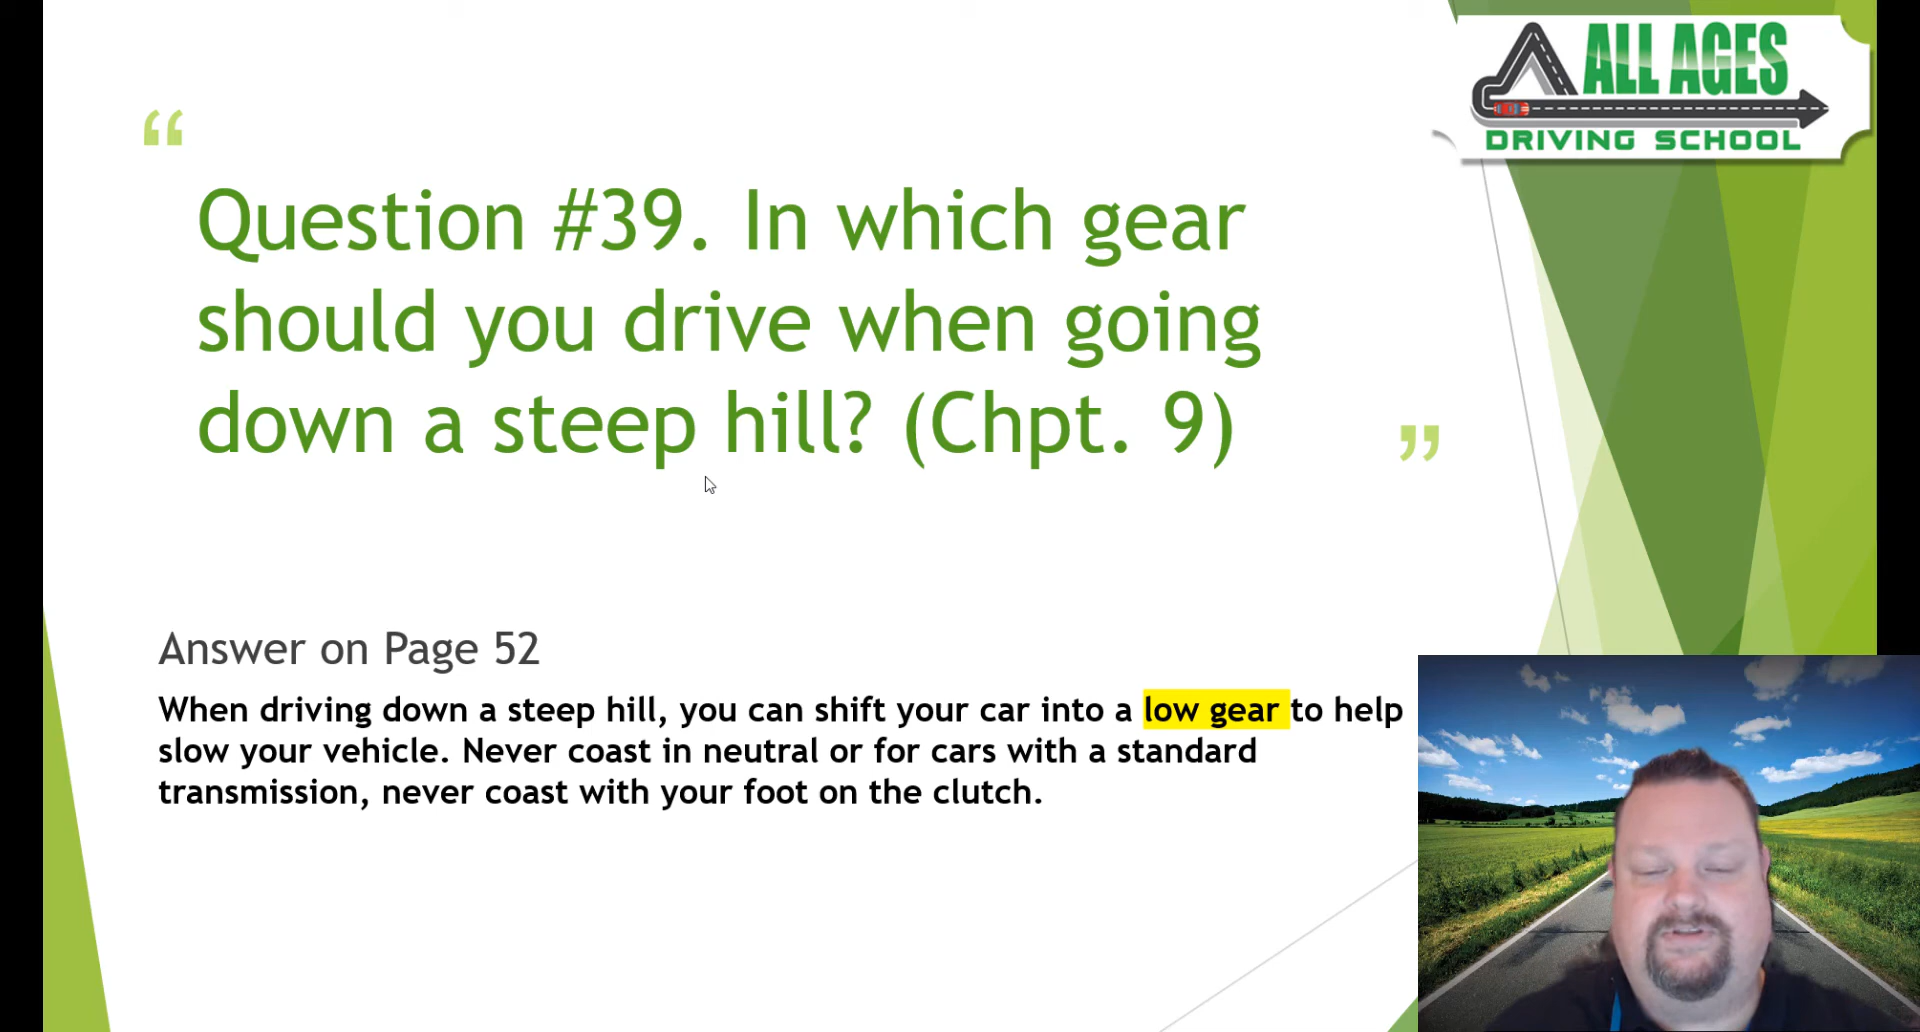 ALL AGES
DRIVING SCHOOL
“
Question #39. In which gear
should you drive when going
down a steep hill? (Chpt. 9)
”
Answer on Page 52
When driving down a steep hill, you can shift your car into a low gear to help
slow your vehicle. Never coast in neutral or for cars with a standard
transmission, never coast with your foot on the clutch.